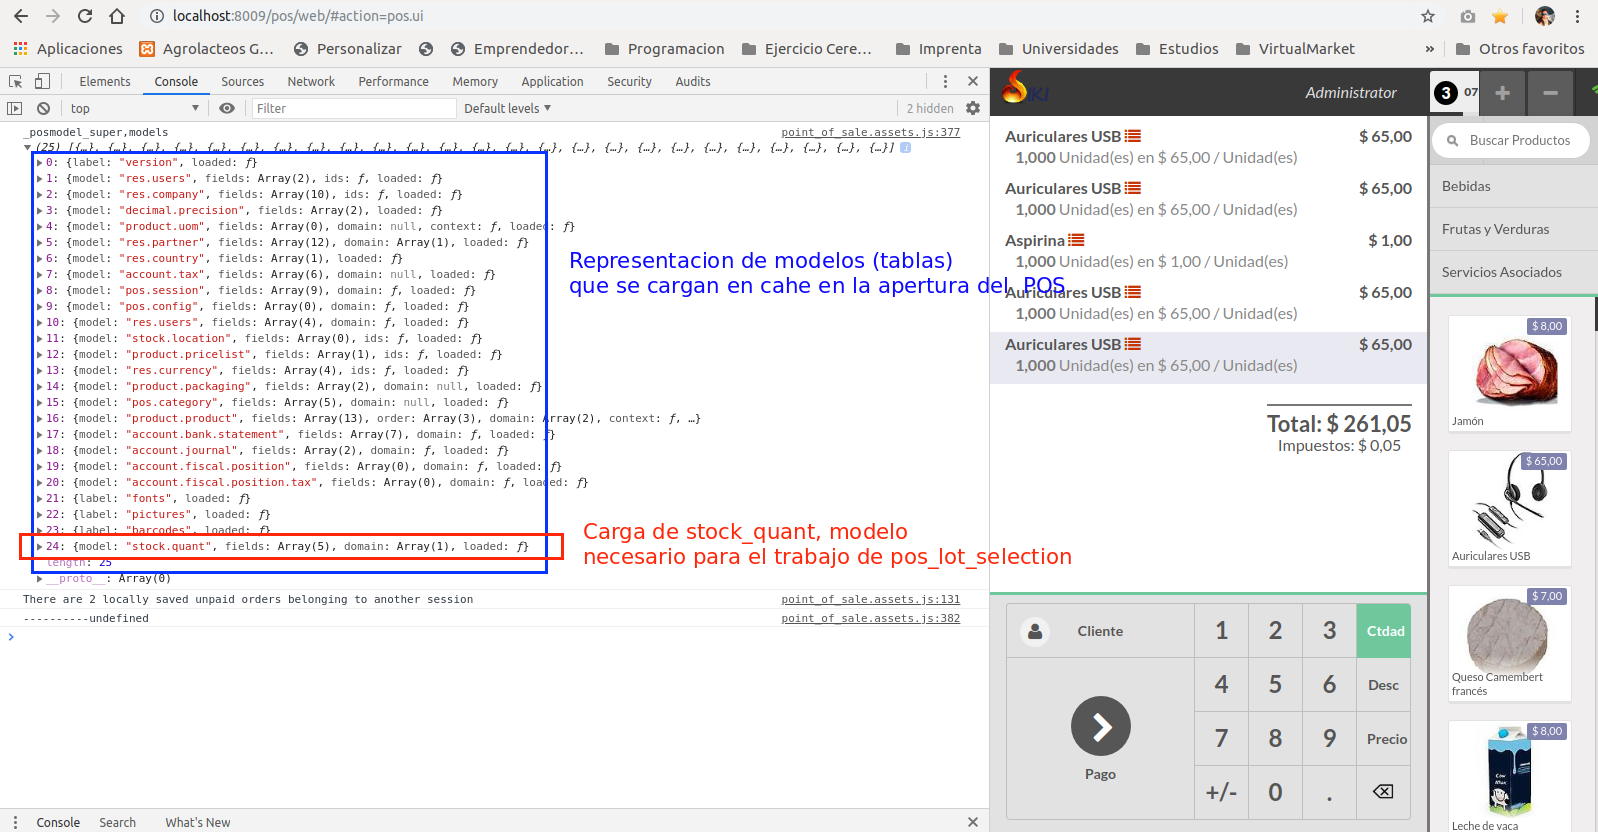 localhost:8009/pos/web/#action=pos.ui
Aplicaciones
Agrolacteos G...
Personalizar
Emprendedor...
Programacion
Ejercicio Cere...
Imprenta
Universidades
Estudios
VirtualMarket
»
Otros favoritos
Elements Console Sources Network Performance Memory Application Security Audits
top Filter Default levels 2 hidden
_posmodel_super,models point_of_sale.assets.js:377
(25) [{…}, {…}, {…}, {…}, {…}, {…}, {…}, {…}, {…}, {…}, {…}, {…}, {…}, {…}, {…}, {…}, {…}, {…}, {…}, {…}, {…}, {…}, {…}, {…}, {…}]
0: {label: "version", loaded: ƒ}
1: {model: "res.users", fields: Array(2), ids: ƒ, loaded: ƒ}
2: {model: "res.company", fields: Array(10), ids: ƒ, loaded: ƒ}
3: {model: "decimal.precision", fields: Array(2), loaded: ƒ}
4: {model: "product.uom", fields: Array(0), domain: null, context: ƒ, loaded: ƒ}
5: {model: "res.partner", fields: Array(12), domain: Array(1), loaded: ƒ}
6: {model: "res.country", fields: Array(1), loaded: ƒ}
7: {model: "account.tax", fields: Array(6), domain: null, loaded: ƒ}
8: {model: "pos.session", fields: Array(9), domain: ƒ, loaded: ƒ}
9: {model: "pos.config", fields: Array(0), domain: ƒ, loaded: ƒ}
10: {model: "res.users", fields: Array(4), domain: ƒ, loaded: ƒ}
11: {model: "stock.location", fields: Array(0), ids: ƒ, loaded: ƒ}
12: {model: "product.pricelist", fields: Array(1), ids: ƒ, loaded: ƒ}
13: {model: "res.currency", fields: Array(4), ids: ƒ, loaded: ƒ}
14: {model: "product.packaging", fields: Array(2), domain: null, loaded: ƒ}
15: {model: "pos.category", fields: Array(5), domain: null, loaded: ƒ}
16: {model: "product.product", fields: Array(13), order: Array(3), domain: Array(2), context: ƒ, …}
17: {model: "account.bank.statement", fields: Array(7), domain: ƒ, loaded: ƒ}
18: {model: "account.journal", fields: Array(2), domain: ƒ, loaded: ƒ}
19: {model: "account.fiscal.position", fields: Array(0), domain: ƒ, loaded: ƒ}
20: {model: "account.fiscal.position.tax", fields: Array(0), domain: ƒ, loaded: ƒ}
21: {label: "fonts", loaded: ƒ}
22: {label: "pictures", loaded: ƒ}
23: {label: "barcodes", loaded: ƒ}
24: {model: "stock.quant", fields: Array(5), domain: Array(1), loaded: ƒ}
length: 25
__proto__: Array(0)
There are 2 locally saved unpaid orders belonging to another session point_of_sale.assets.js:131
----------undefined point_of_sale.assets.js:382
Representacion de modelos (tablas)
que se cargan en cahe en la apertura del POS
Carga de stock_quant, modelo
necesario para el trabajo de pos_lot_selection
Console Search What's New
Administrator
3 07
Auriculares USB $ 65,00
1,000 Unidad(es) en $ 65,00 / Unidad(es)
Auriculares USB $ 65,00
1,000 Unidad(es) en $ 65,00 / Unidad(es)
Aspirina $ 1,00
1,000 Unidad(es) en $ 1,00 / Unidad(es)
Auriculares USB $ 65,00
1,000 Unidad(es) en $ 65,00 / Unidad(es)
Auriculares USB $ 65,00
1,000 Unidad(es) en $ 65,00 / Unidad(es)
Total: $ 261,05
Impuestos: $ 0,05
Cliente
Pago
1 2 3 Ctdad
4 5 6 Desc
7 8 9 Precio
+/- 0 .
Buscar Productos
Bebidas
Frutas y Verduras
Servicios Asociados
$ 8,00
Jamón
$ 65,00
Auriculares USB
$ 7,00
Queso Camembert
francés
$ 8,00
Leche de vaca